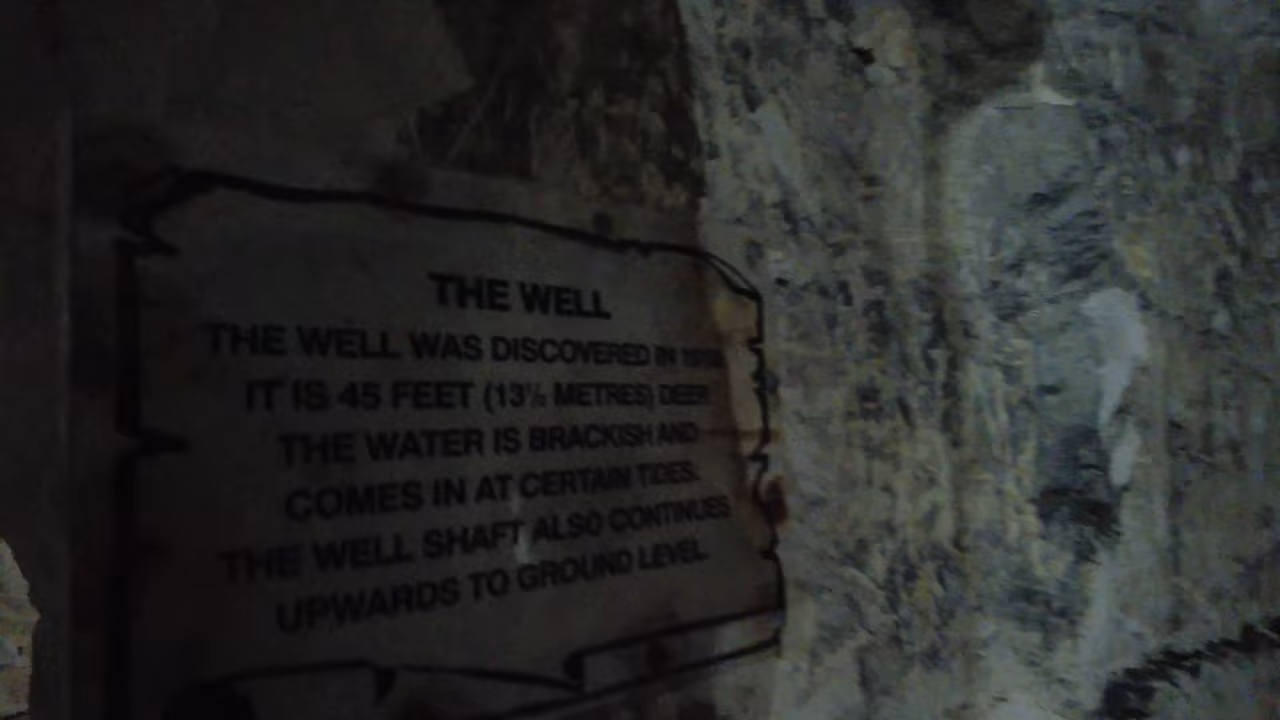 THE WELL
THE WELL WAS DISCOVERED IN
IT IS 45 FEET (13½ METRES) DEEP
THE WATER IS BRACKISH AND
COMES IN AT CERTAIN TIDES.
THE WELL SHAFT ALSO CONTINUES
UPWARDS TO GROUND LEVEL